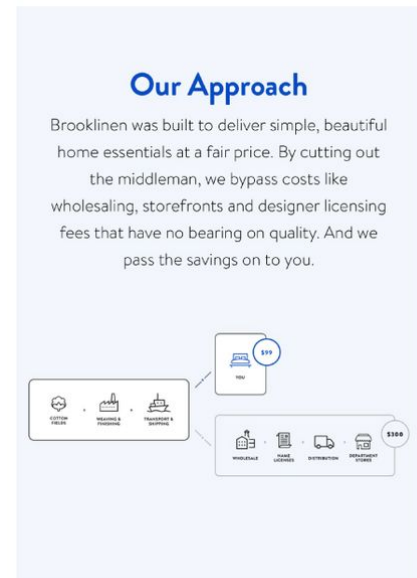 Our Approach
Brooklinen was built to deliver simple, beautiful
home essentials at a fair price. By cutting out
the middleman, we bypass costs like
wholesaling, storefronts and designer licensing
fees that have no bearing on quality. And we
pass the savings on to you.
$99
YOU
COTTON
FIELDS
WEAVING &
FINISHING
TRANSPORT &
SHIPPING
$300
WHOLESALE
NAME
LICENSES
DISTRIBUTION
DEPARTMENT
STORES